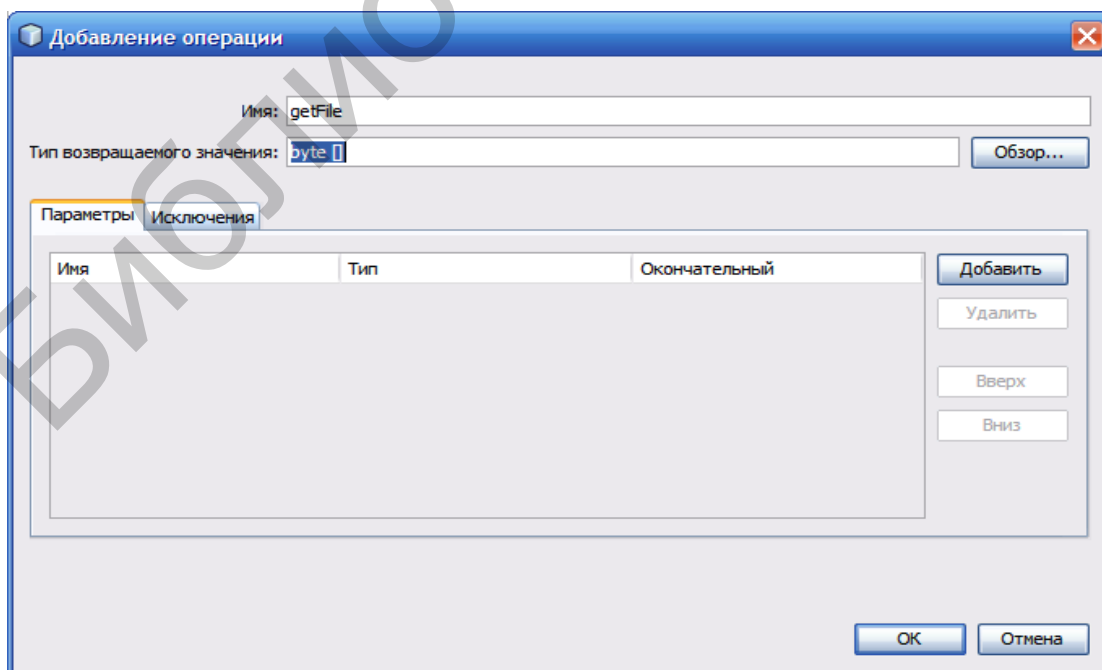 Добавление операции
Имя: getFile
Тип возвращаемого значения: byte [] Обзор...
Параметры Исключения
Имя Тип Окончательный Добавить
Удалить
Вверх
Вниз
OK Отмена
Библио